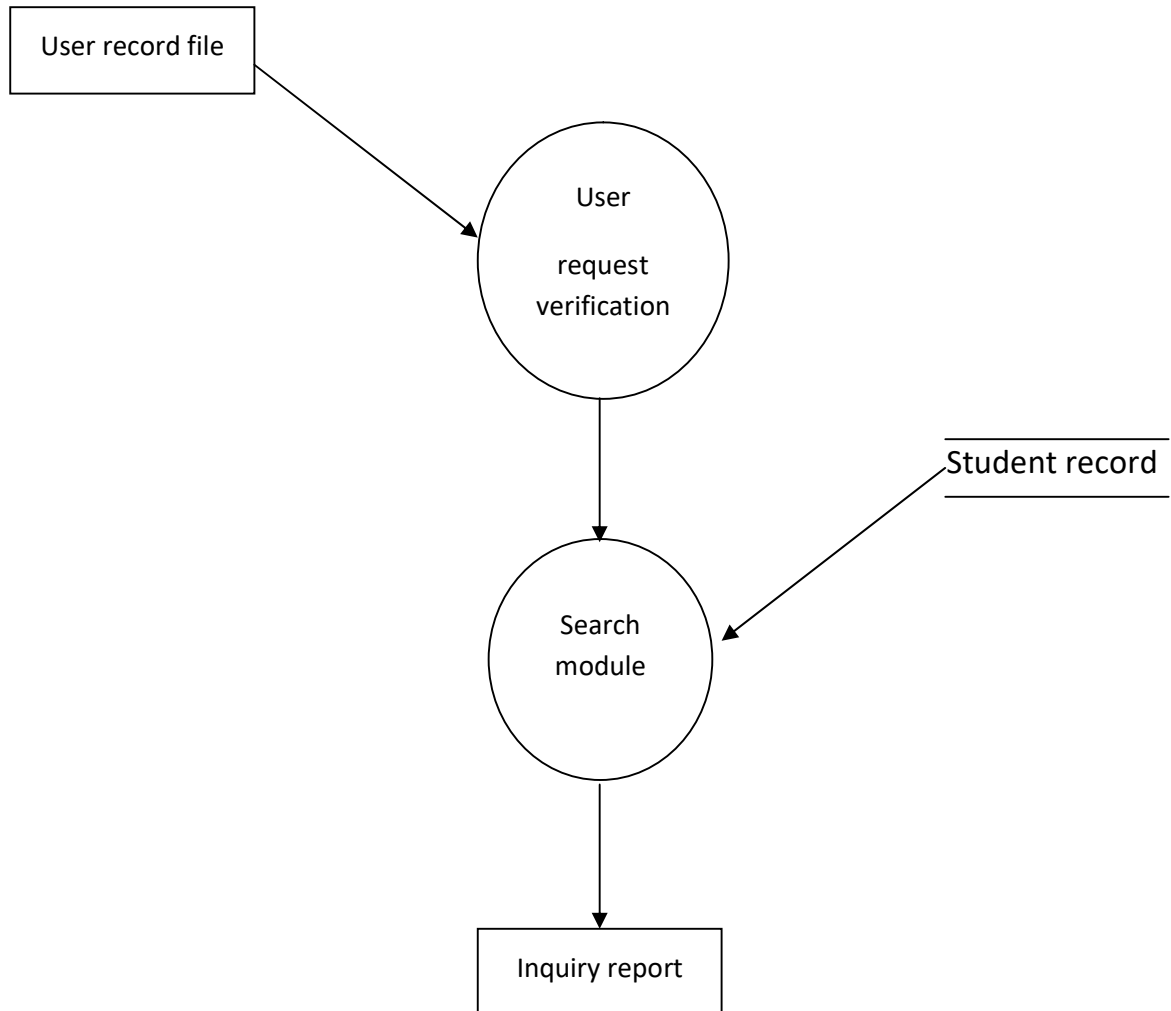 User record file
User
request
verification
Student record
Search
module
Inquiry report